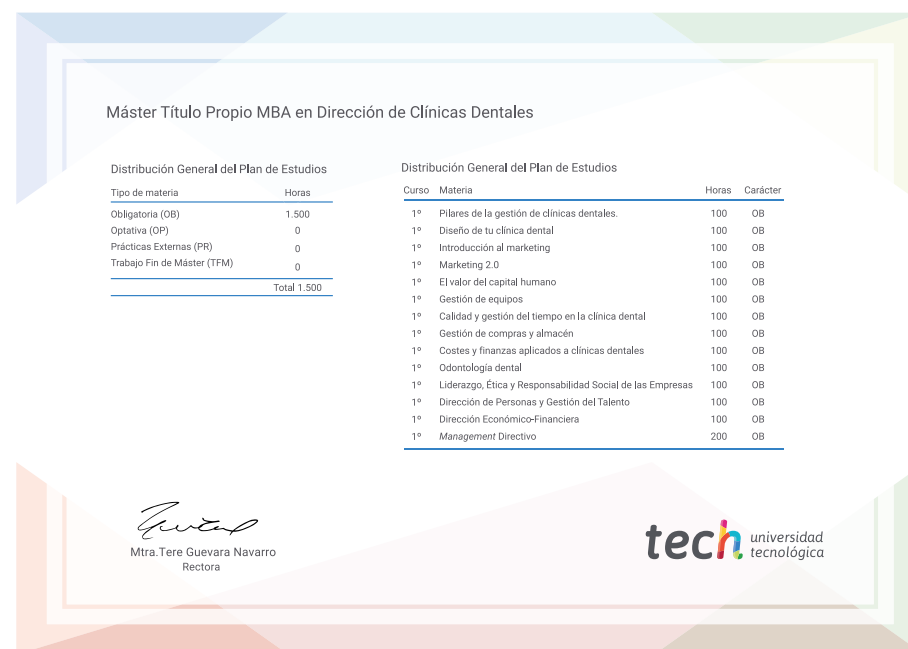 Máster Título Propio MBA en Dirección de Clínicas Dentales
Distribución General del Plan de Estudios
Tipo de materia Horas
Obligatoria (OB) 1.500
Optativa (OP) 0
Prácticas Externas (PR) 0
Trabajo Fin de Máster (TFM) 0
Total 1.500
Distribución General del Plan de Estudios
Curso Materia Horas Carácter
1º Pilares de la gestión de clínicas dentales. 100 OB
1º Diseño de tu clínica dental 100 OB
1º Introducción al marketing 100 OB
1º Marketing 2.0 100 OB
1º El valor del capital humano 100 OB
1º Gestión de equipos 100 OB
1º Calidad y gestión del tiempo en la clínica dental 100 OB
1º Gestión de compras y almacén 100 OB
1º Costes y finanzas aplicados a clínicas dentales 100 OB
1º Odontología dental 100 OB
1º Liderazgo, Ética y Responsabilidad Social de las Empresas 100 OB
1º Dirección de Personas y Gestión del Talento 100 OB
1º Dirección Económico-Financiera 100 OB
1º Management Directivo 200 OB
Mtra.Tere Guevara Navarro
Rectora
tech universidad
tecnológica